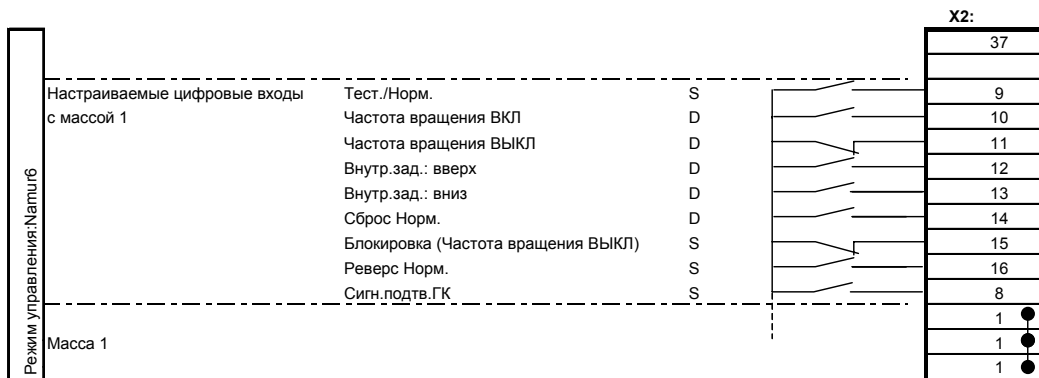 X2:
37
Настраиваемые цифровые входы Тест./Норм. S 9
с массой 1 Частота вращения ВКЛ D 10
Частота вращения ВЫКЛ D 11
Внутр.зад.: вверх D 12
Внутр.зад.: вниз D 13
Сброс Норм. D 14
Блокировка (Частота вращения ВЫКЛ) S 15
Реверс Норм. S 16
Сигн.подтв.ГК S 8
1
Масса 1 1
1
Режим управления:Namur6